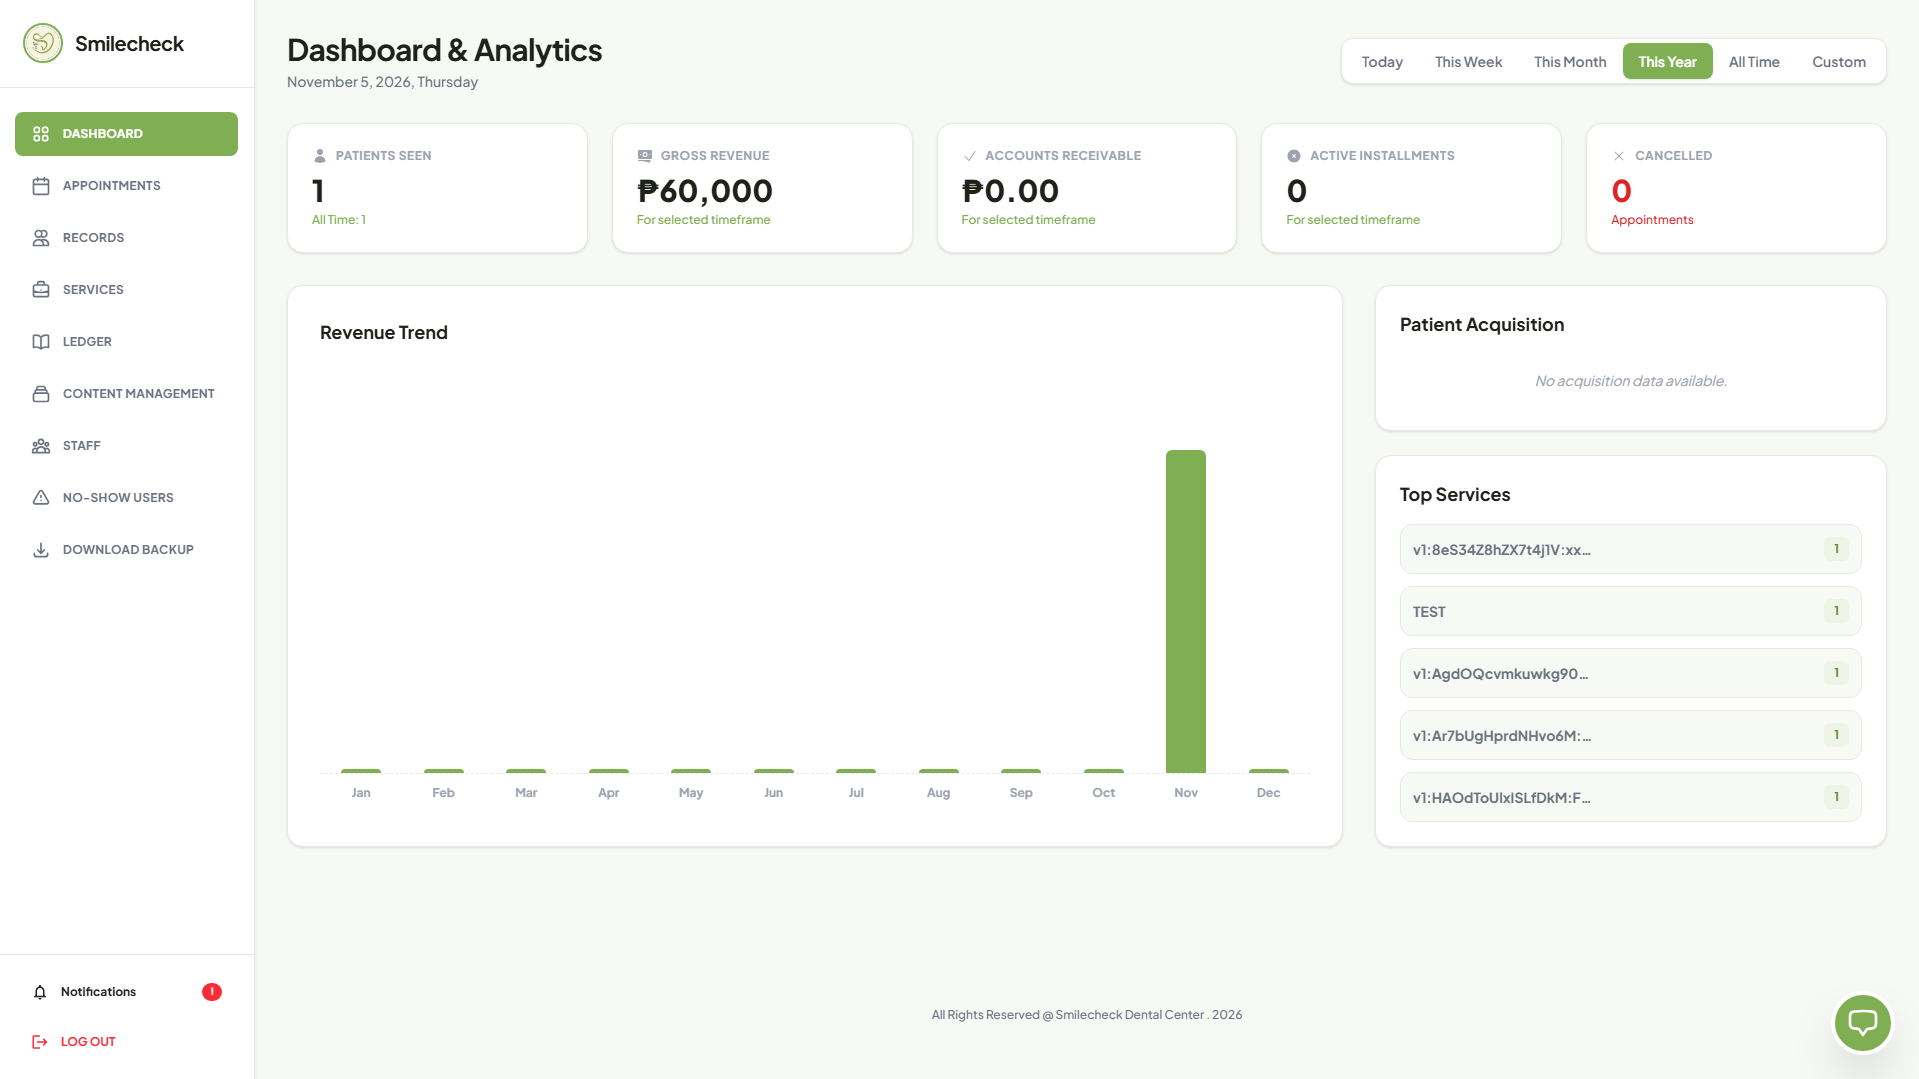 Smilecheck
DASHBOARD
APPOINTMENTS
RECORDS
SERVICES
LEDGER
CONTENT MANAGEMENT
STAFF
NO-SHOW USERS
DOWNLOAD BACKUP
Notifications
!
LOG OUT
Dashboard & Analytics
November 5, 2026, Thursday
Today
This Week
This Month
This Year
All Time
Custom
PATIENTS SEEN
1
All Time: 1
GROSS REVENUE
₱60,000
For selected timeframe
ACCOUNTS RECEIVABLE
₱0.00
For selected timeframe
ACTIVE INSTALLMENTS
0
For selected timeframe
CANCELLED
0
Appointments
Revenue Trend
Jan
Feb
Mar
Apr
May
Jun
Jul
Aug
Sep
Oct
Nov
Dec
Patient Acquisition
No acquisition data available.
Top Services
v1:8eS34Z8hZX7t4j1V:xx...
1
TEST
1
v1:AgdOQcvmkuwkg90...
1
v1:Ar7bUgHprdNHvo6M:...
1
v1:HAOdToUlxISLfDkM:F...
1
All Rights Reserved @ Smilecheck Dental Center . 2026